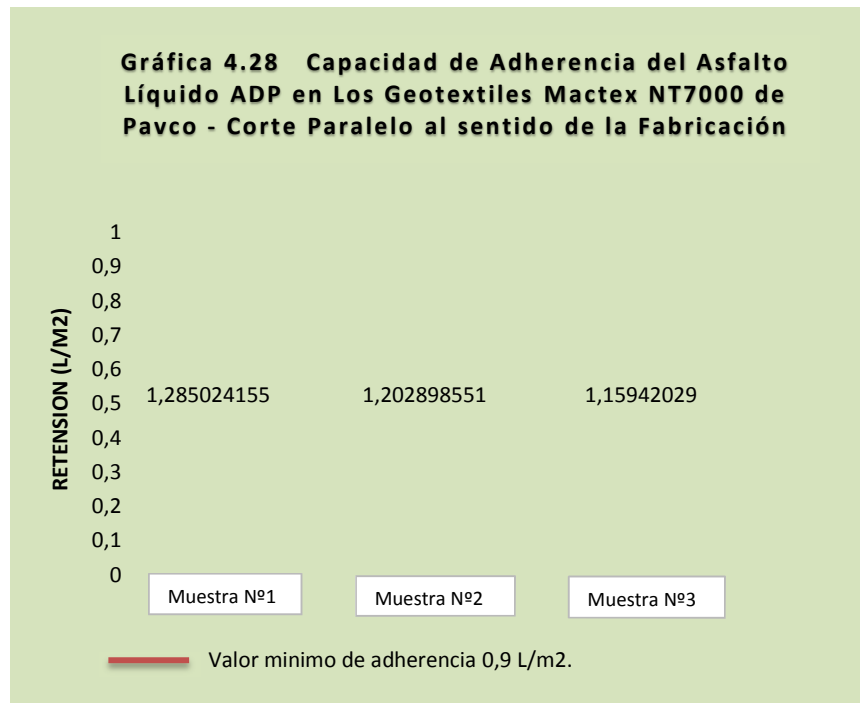 Gráfica 4.28 Capacidad de Adherencia del Asfalto
Líquido ADP en Los Geotextiles Mactex NT7000 de
Pavco - Corte Paralelo al sentido de la Fabricación
RETENSION (L/M2)
1
0,9
0,8
0,7
0,6
0,5
0,4
0,3
0,2
0,1
0
1,285024155
1,202898551
1,15942029
Muestra Nº1
Muestra Nº2
Muestra Nº3
Valor minimo de adherencia 0,9 L/m2.